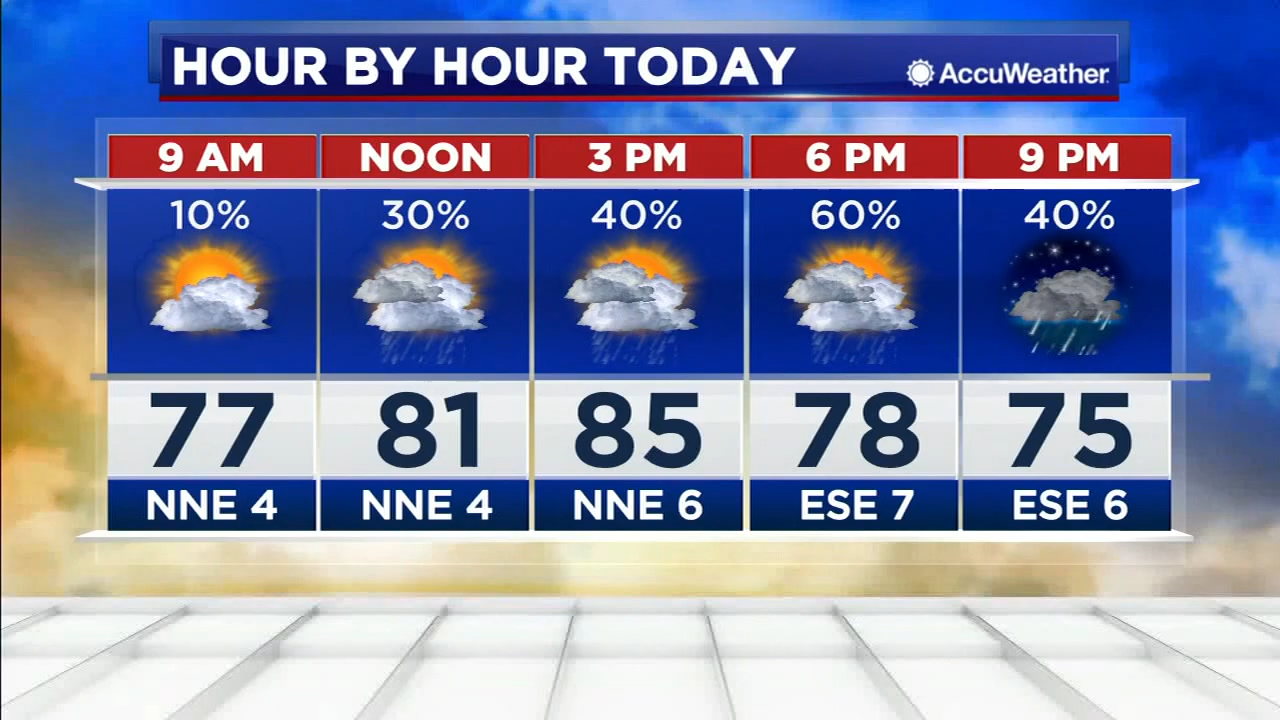 HOUR BY HOUR TODAY
AccuWeather
9 AM NOON 3 PM 6 PM 9 PM
10% 30% 40% 60% 40%
77 81 85 78 75
NNE 4 NNE 4 NNE 6 ESE 7 ESE 6